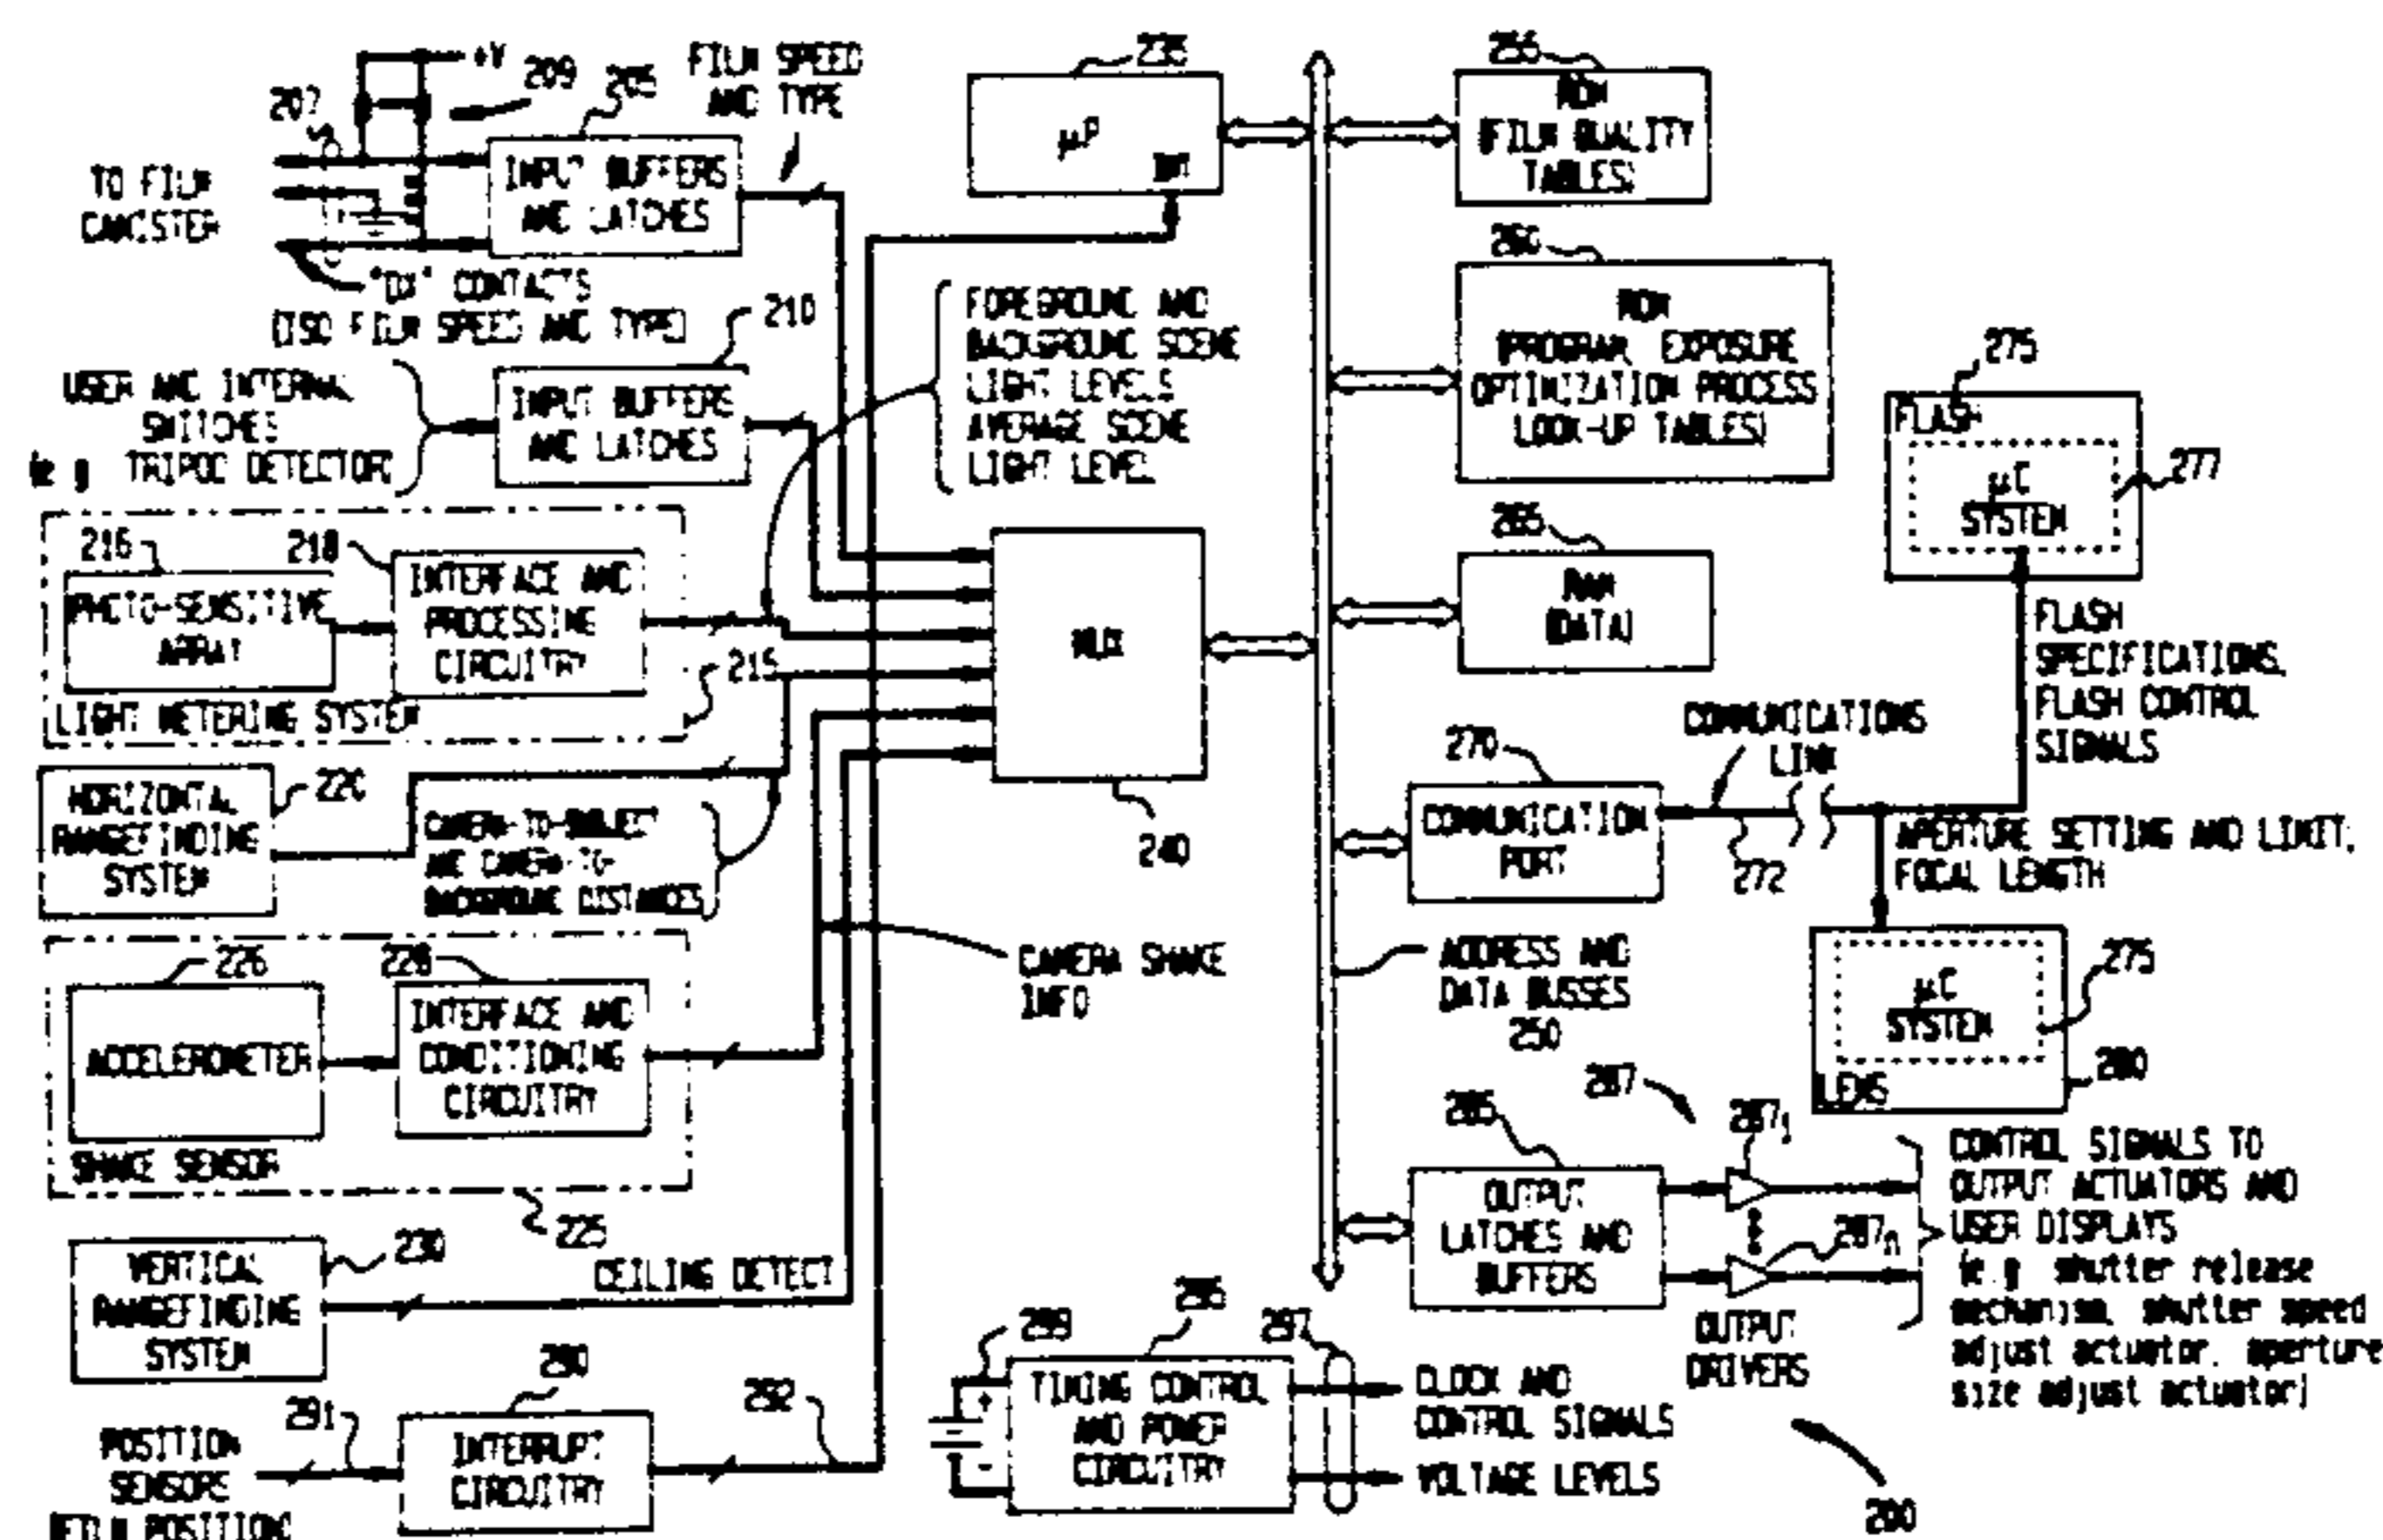 +V
209
205
FILM SPEED
AND TYPE
207
TO FILM
CANISTER
INPUT BUFFERS
AND LATCHES
"DX" CONTACTS
(ISO FILM SPEED AND TYPE)
210
USER AND INTERNAL
SWITCHES
(e.g. TRIPOD DETECTOR)
INPUT BUFFERS
AND LATCHES
216
218
PHOTO-SENSITIVE
ARRAY
INTERFACE AND
PROCESSING
CIRCUITRY
LIGHT METERING SYSTEM
215
HORIZONTAL
RANGEFINDING
SYSTEM
220
CAMERA-TO-SUBJECT
AND CAMERA-TO-
BACKGROUND DISTANCES
226
228
ACCELEROMETER
INTERFACE AND
CONDITIONING
CIRCUITRY
SHAKE SENSOR
225
CAMERA SHAKE
INFO
VERTICAL
RANGEFINDING
SYSTEM
230
CEILING DETECT
290
291
292
POSITION
SENSORS
(FILM POSITION)
INTERRUPT
CIRCUITRY
235
µP
INT
FOREGROUND AND
BACKGROUND SCENE
LIGHT LEVELS
AVERAGE SCENE
LIGHT LEVEL
MUX
240
255
ROM
(FILM QUALITY
TABLES)
260
ROM
(PROGRAM, EXPOSURE
OPTIMIZATION PROCESS
LOOK-UP TABLES)
265
RAM
(DATA)
270
COMMUNICATION
PORT
COMMUNICATIONS
LINK
272
275
FLASH
µC
SYSTEM
277
FLASH
SPECIFICATIONS,
FLASH CONTROL
SIGNALS
APERTURE SETTING AND LIMIT,
FOCAL LENGTH
µC
SYSTEM
275
LENS
280
ADDRESS AND
DATA BUSSES
250
285
OUTPUT
LATCHES AND
BUFFERS
287
287₁
287ₙ
OUTPUT
DRIVERS
CONTROL SIGNALS TO
OUTPUT ACTUATORS AND
USER DISPLAYS
(e.g. shutter release
mechanism, shutter speed
adjust actuator, aperture
size adjust actuator)
299
295
297
+
-
TIMING CONTROL
AND POWER
CIRCUITRY
CLOCK AND
CONTROL SIGNALS
VOLTAGE LEVELS
200